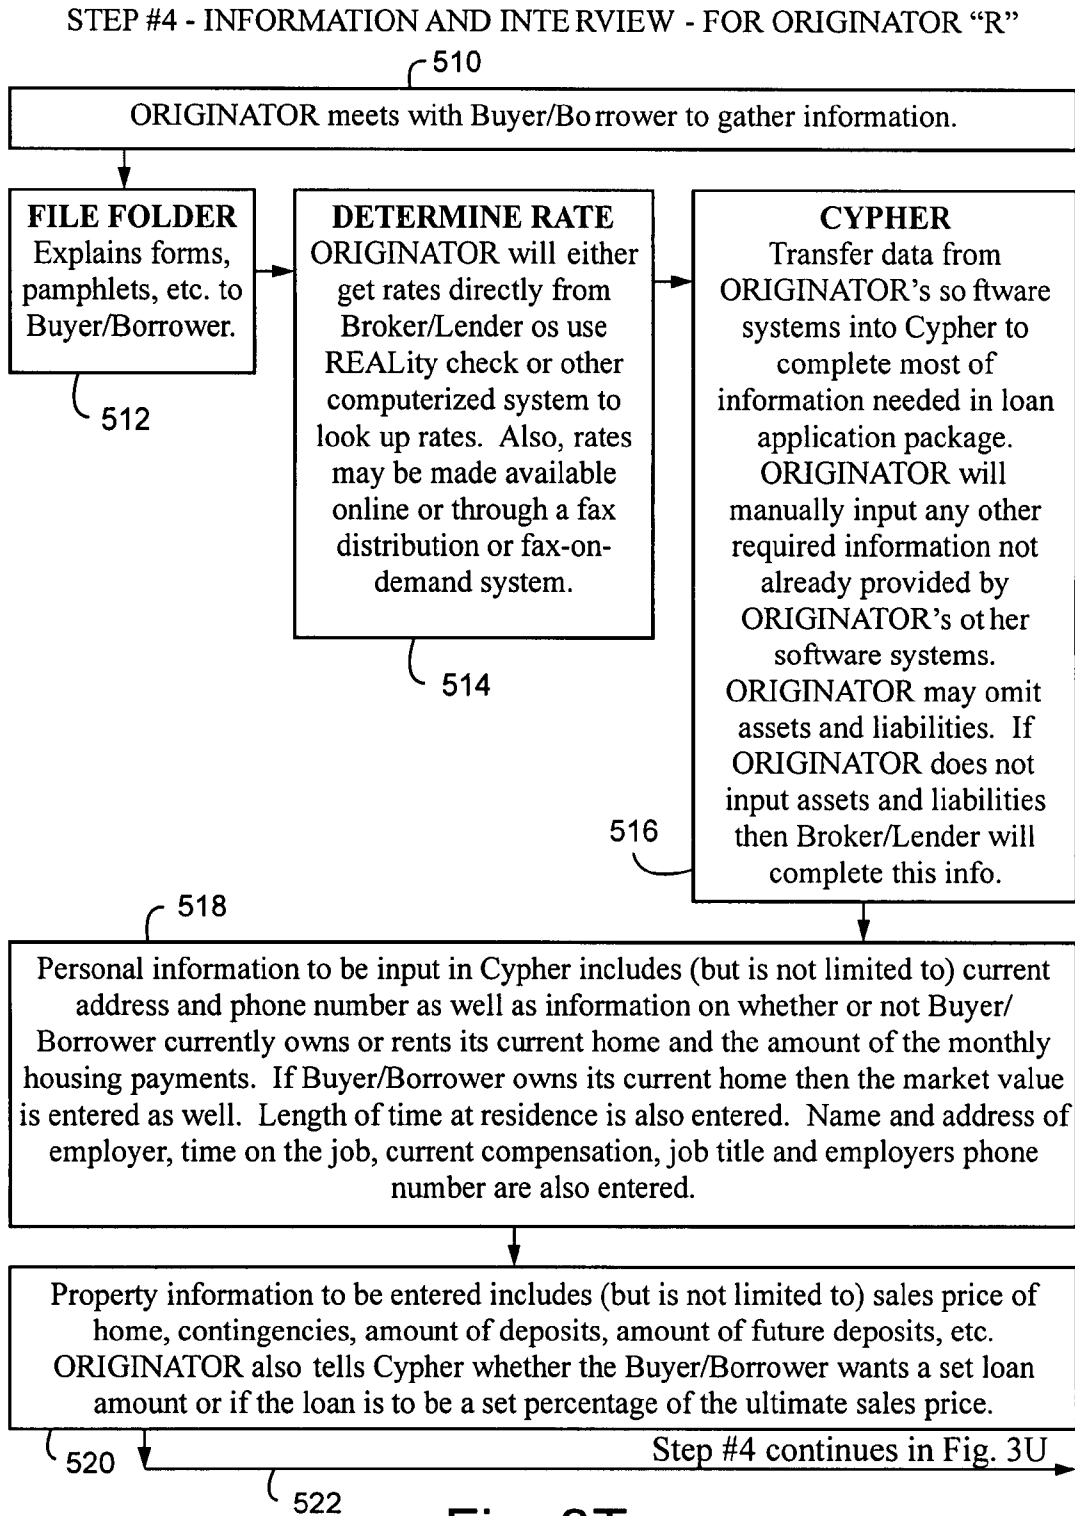 STEP #4 - INFORMATION AND INTE RVIEW - FOR ORIGINATOR “R”
510
ORIGINATOR meets with Buyer/Bo rrower to gather information.
FILE FOLDER
Explains forms,
pamphlets, etc. to
Buyer/Borrower.
512
DETERMINE RATE
ORIGINATOR will either
get rates directly from
Broker/Lender os use
REALity check or other
computerized system to
look up rates. Also, rates
may be made available
online or through a fax
distribution or fax-on-
demand system.
514
CYPHER
Transfer data from
ORIGINATOR’s so ftware
systems into Cypher to
complete most of
information needed in loan
application package.
ORIGINATOR will
manually input any other
required information not
already provided by
ORIGINATOR’s ot her
software systems.
ORIGINATOR may omit
assets and liabilities. If
ORIGINATOR does not
input assets and liabilities
then Broker/Lender will
complete this info.
516
518
Personal information to be input in Cypher includes (but is not limited to) current
address and phone number as well as information on whether or not Buyer/
Borrower currently owns or rents its current home and the amount of the monthly
housing payments. If Buyer/Borrower owns its current home then the market value
is entered as well. Length of time at residence is also entered. Name and address of
employer, time on the job, current compensation, job title and employers phone
number are also entered.
Property information to be entered includes (but is not limited to) sales price of
home, contingencies, amount of deposits, amount of future deposits, etc.
ORIGINATOR also tells Cypher whether the Buyer/Borrower wants a set loan
amount or if the loan is to be a set percentage of the ultimate sales price.
520
Step #4 continues in Fig. 3U
522